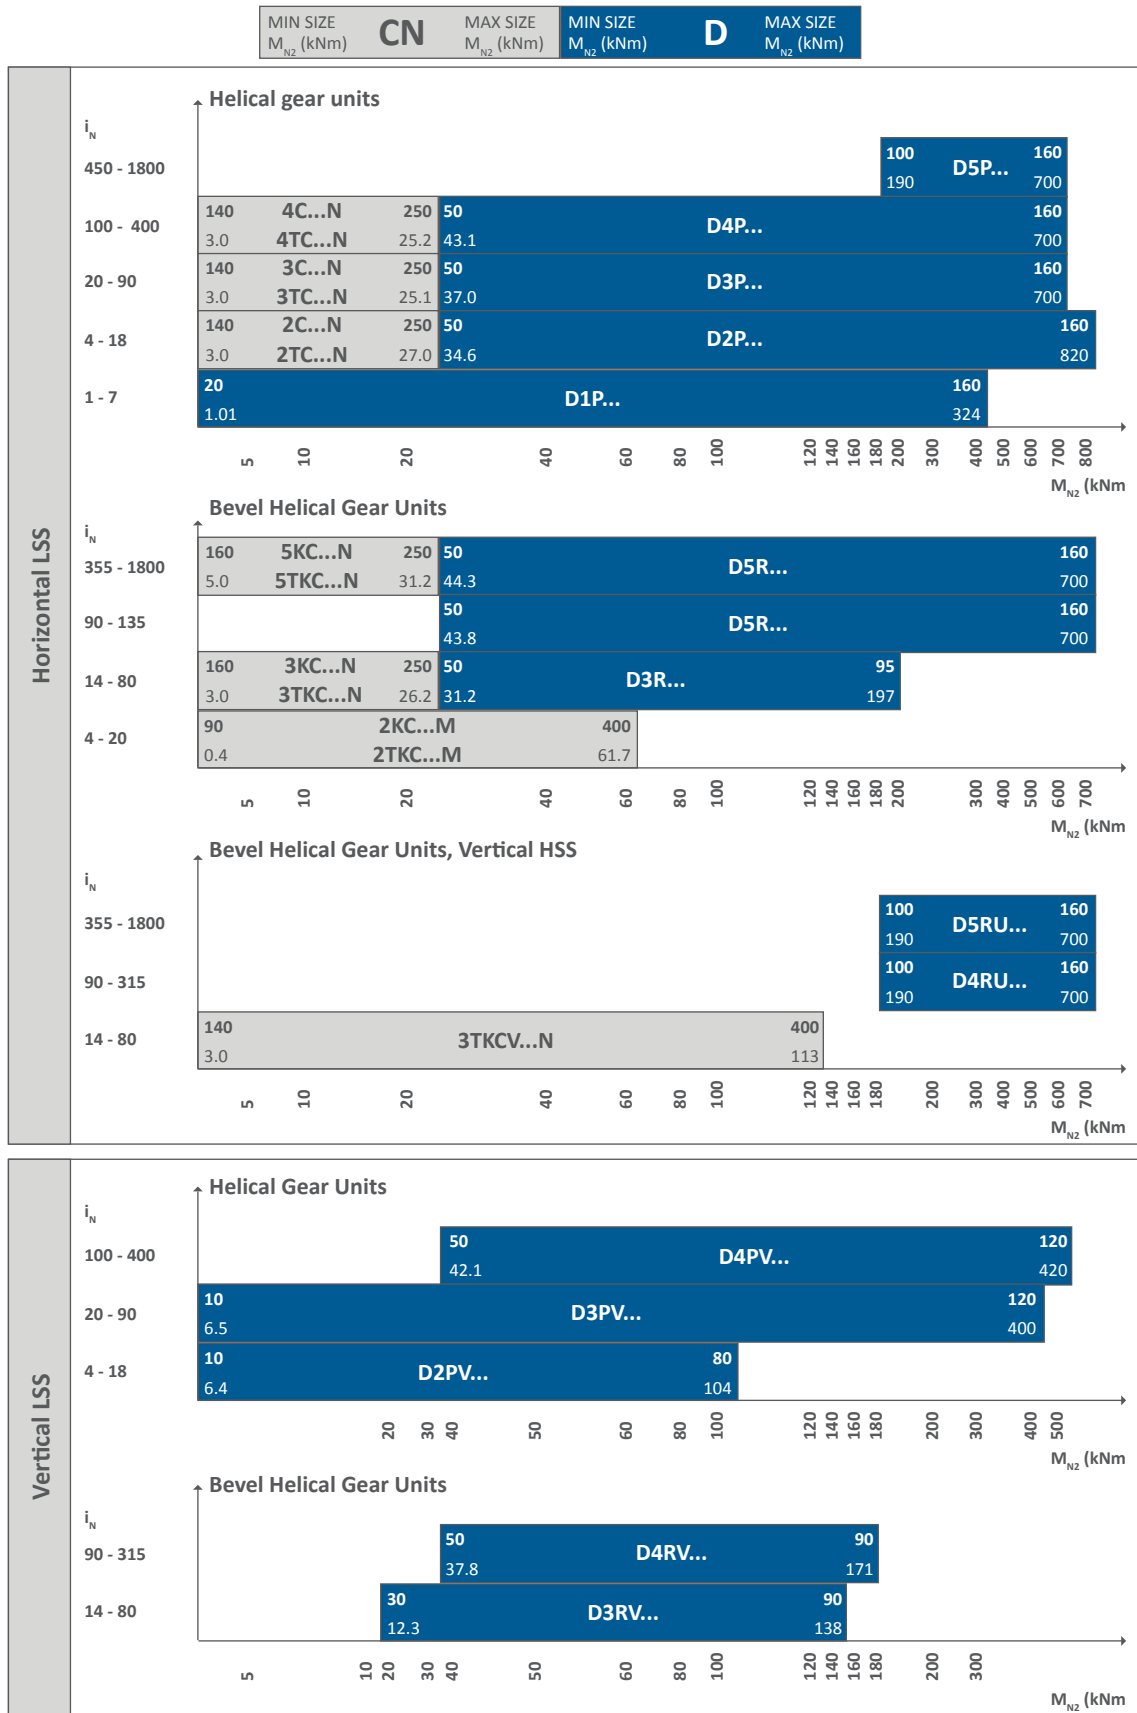 MIN SIZE CN MAX SIZE MIN SIZE D MAX SIZE
M_N2 (kNm) M_N2 (kNm) M_N2 (kNm) M_N2 (kNm)
Horizontal LSS
Helical gear units
i_N
450 - 1800 100 D5P... 160
190 700
100 - 400 140 4C...N 250 50 D4P... 160
3.0 4TC...N 25.2 43.1 700
20 - 90 140 3C...N 250 50 D3P... 160
3.0 3TC...N 25.1 37.0 700
4 - 18 140 2C...N 250 50 D2P... 160
3.0 2TC...N 27.0 34.6 820
1 - 7 20 D1P... 160
1.01 324
5 10 20 40 60 80 100 120 140 160 180 200 300 400 500 600 700 800
M_N2 (kNm
Bevel Helical Gear Units
i_N
355 - 1800 160 5KC...N 250 50 D5R... 160
5.0 5TKC...N 31.2 44.3 700
90 - 135 50 D5R... 160
43.8 700
14 - 80 160 3KC...N 250 50 D3R... 95
3.0 3TKC...N 26.2 31.2 197
4 - 20 90 2KC...M 400
0.4 2TKC...M 61.7
5 10 20 40 60 80 100 120 140 160 180 200 300 400 500 600 700
M_N2 (kNm
Bevel Helical Gear Units, Vertical HSS
i_N
355 - 1800 100 D5RU... 160
190 700
90 - 315 100 D4RU... 160
190 700
14 - 80 140 3TKCV...N 400
3.0 113
5 10 20 40 60 80 100 120 140 160 180 200 300 400 500 600 700
M_N2 (kNm
Vertical LSS
Helical Gear Units
i_N
100 - 400 50 D4PV... 120
42.1 420
20 - 90 10 D3PV... 120
6.5 400
4 - 18 10 D2PV... 80
6.4 104
20 30 40 50 60 80 100 120 140 160 180 200 300 400 500
M_N2 (kNm
Bevel Helical Gear Units
i_N
90 - 315 50 D4RV... 90
37.8 171
14 - 80 30 D3RV... 90
12.3 138
5 10 20 30 40 50 60 80 100 120 140 160 180 200 300
M_N2 (kNm